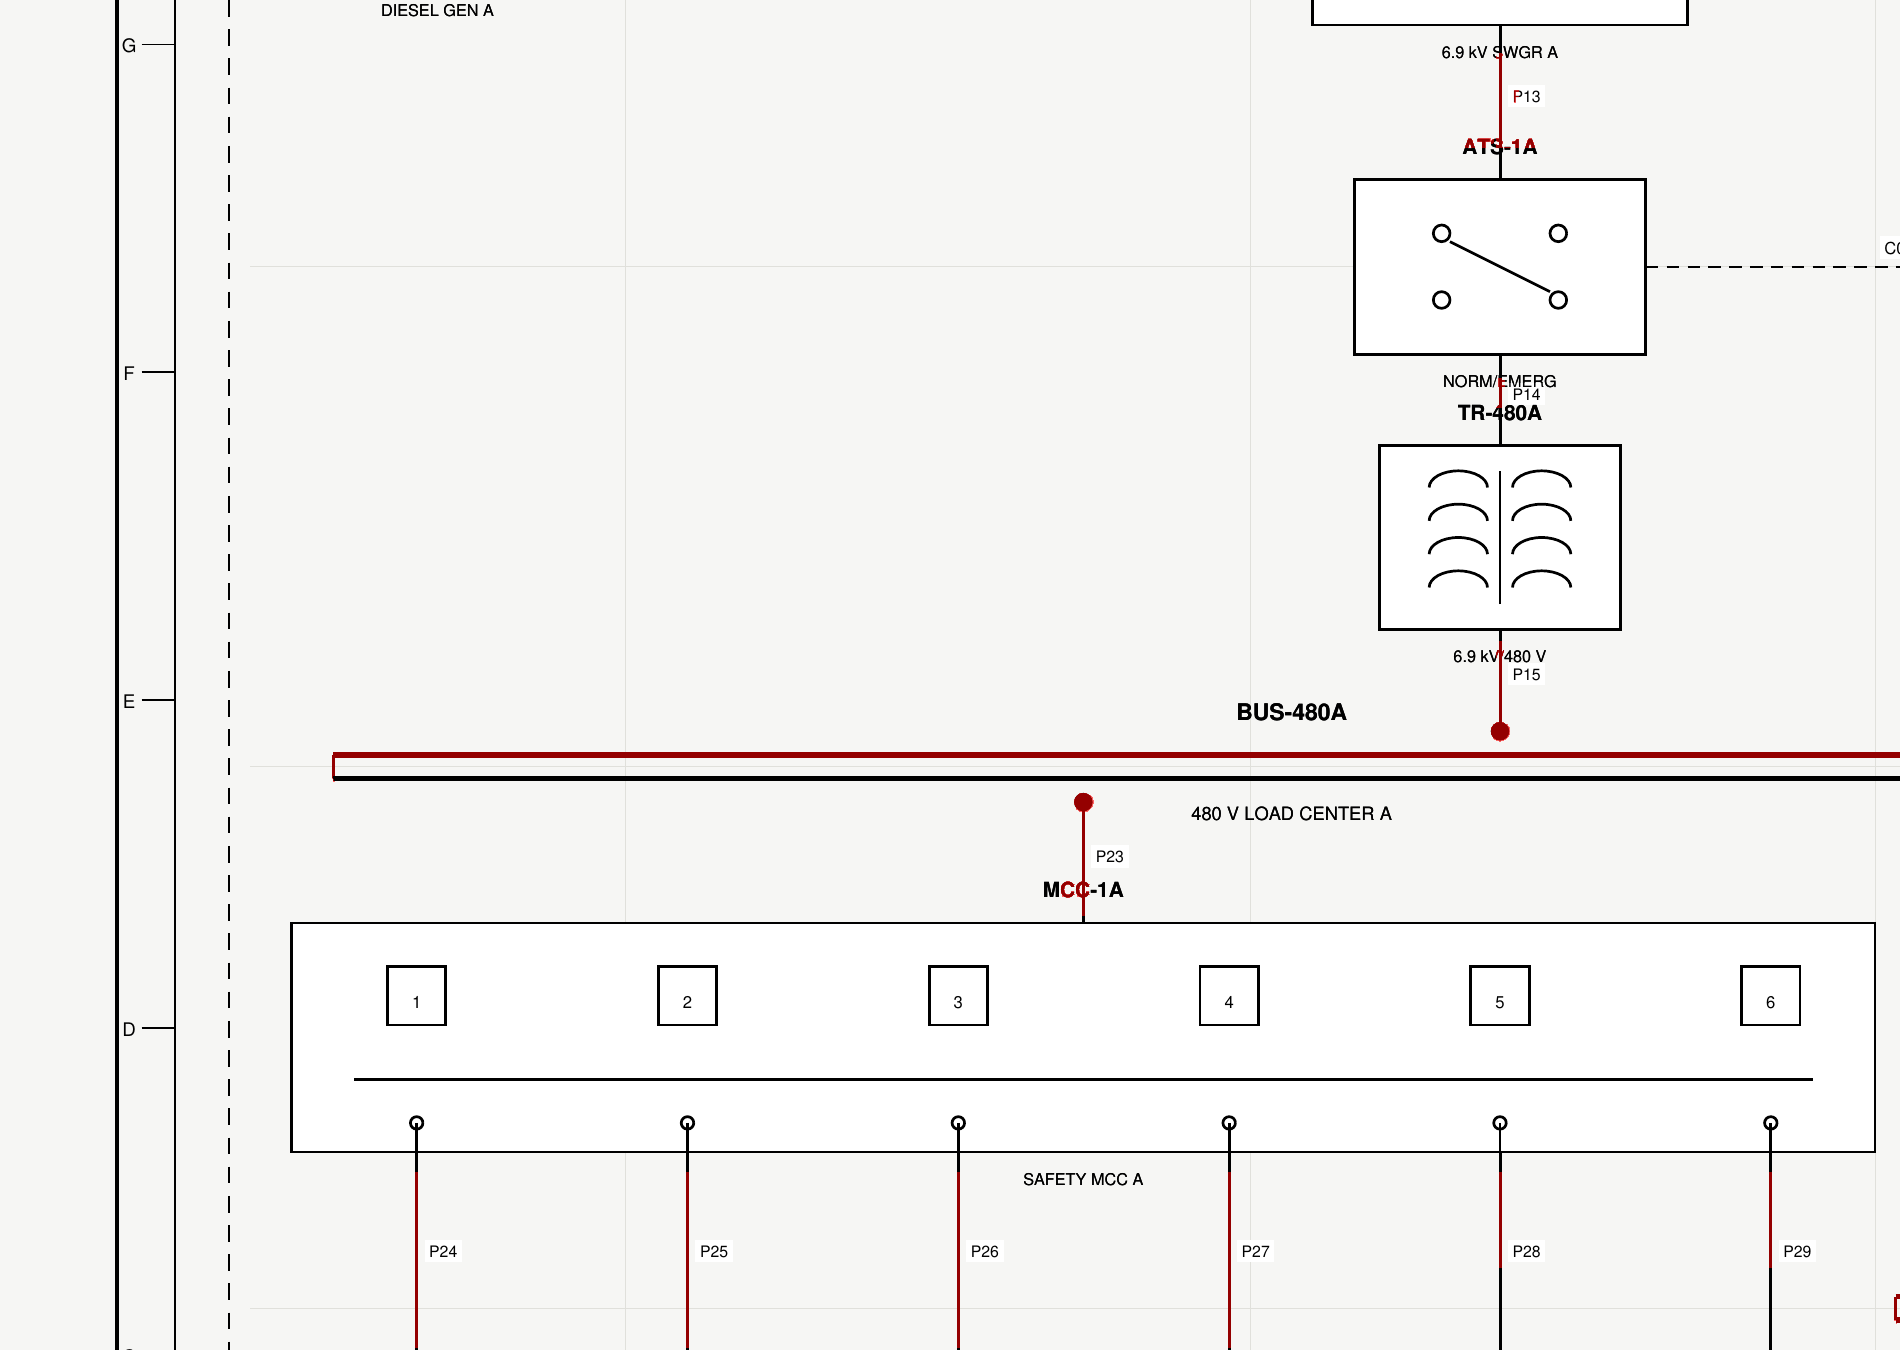 DIESEL GEN A
G
6.9 kV SWGR A
P13
ATS-1A
F
NORM/EMERG
P14
TR-480A
6.9 kV/480 V
P15
E
BUS-480A
480 V LOAD CENTER A
P23
MCC-1A
1 2 3 4 5 6
D
SAFETY MCC A
P24 P25 P26 P27 P28 P29